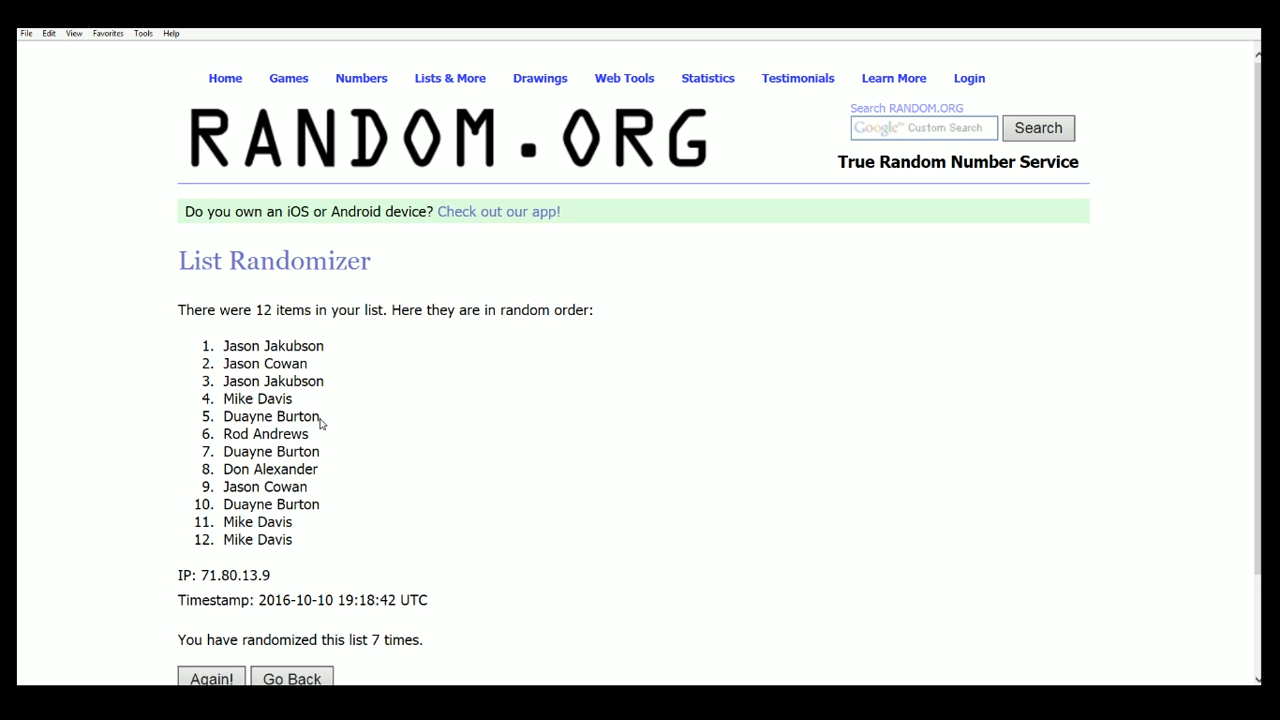 File Edit View Favorites Tools Help
Home Games Numbers Lists & More Drawings Web Tools Statistics Testimonials Learn More Login
RANDOM.ORG
Search RANDOM.ORG
Google™ Custom Search Search
True Random Number Service
Do you own an iOS or Android device? Check out our app!
List Randomizer
There were 12 items in your list. Here they are in random order:
1. Jason Jakubson
2. Jason Cowan
3. Jason Jakubson
4. Mike Davis
5. Duayne Burton
6. Rod Andrews
7. Duayne Burton
8. Don Alexander
9. Jason Cowan
10. Duayne Burton
11. Mike Davis
12. Mike Davis
IP: 71.80.13.9
Timestamp: 2016-10-10 19:18:42 UTC
You have randomized this list 7 times.
Again! Go Back